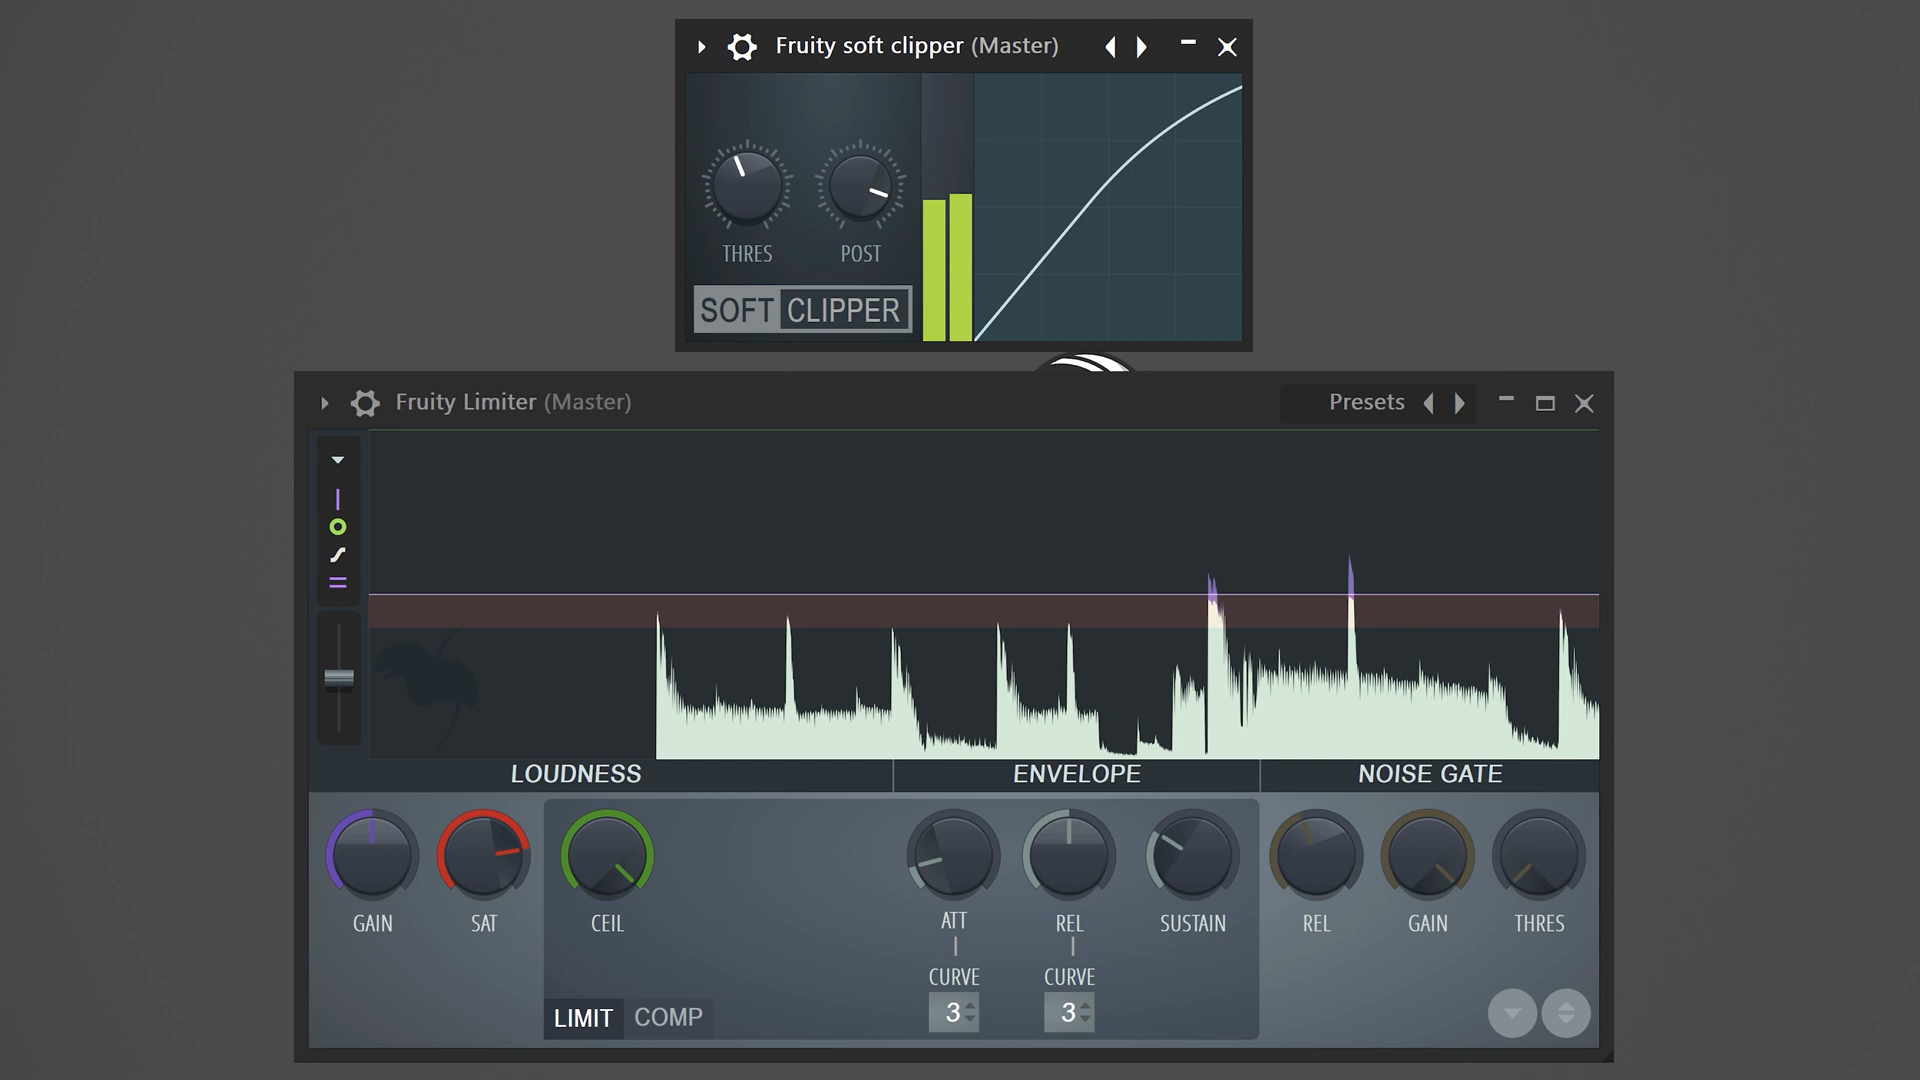 Fruity soft clipper (Master)
THRES
POST
SOFT CLIPPER
Fruity Limiter (Master)
Presets
LOUDNESS
ENVELOPE
NOISE GATE
GAIN
SAT
CEIL
ATT
REL
SUSTAIN
REL
GAIN
THRES
CURVE
CURVE
3
3
LIMIT
COMP